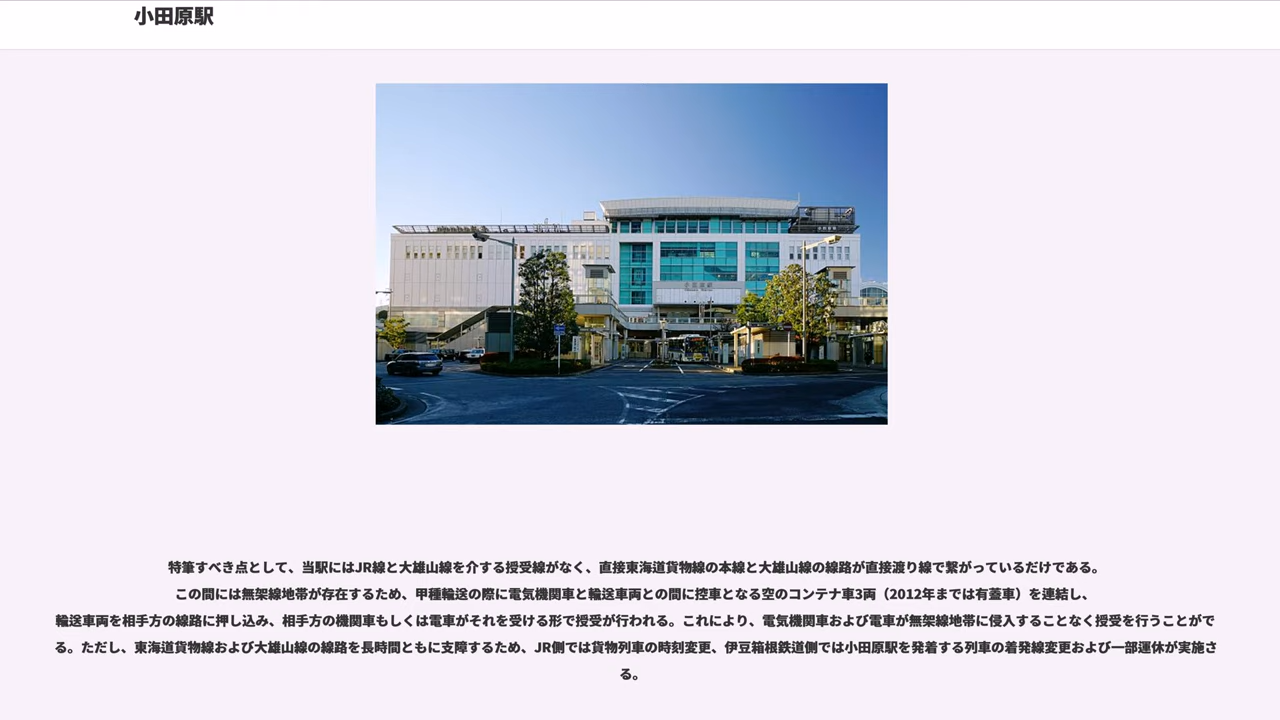 小田原駅
小田原駅
特筆すべき点として、当駅にはJR線と大雄山線を介する授受線がなく、直接東海道貨物線の本線と大雄山線の線路が直接渡り線で繋がっているだけである。
この間には無架線地帯が存在するため、甲種輸送の際に電気機関車と輸送車両との間に控車となる空のコンテナ車3両（2012年までは有蓋車）を連結し、
輸送車両を相手方の線路に押し込み、相手方の機関車もしくは電車がそれを受ける形で授受が行われる。これにより、電気機関車および電車が無架線地帯に侵入することなく授受を行うことがで
る。ただし、東海道貨物線および大雄山線の線路を長時間ともに支障するため、JR側では貨物列車の時刻変更、伊豆箱根鉄道側では小田原駅を発着する列車の着発線変更および一部運休が実施さ
る。